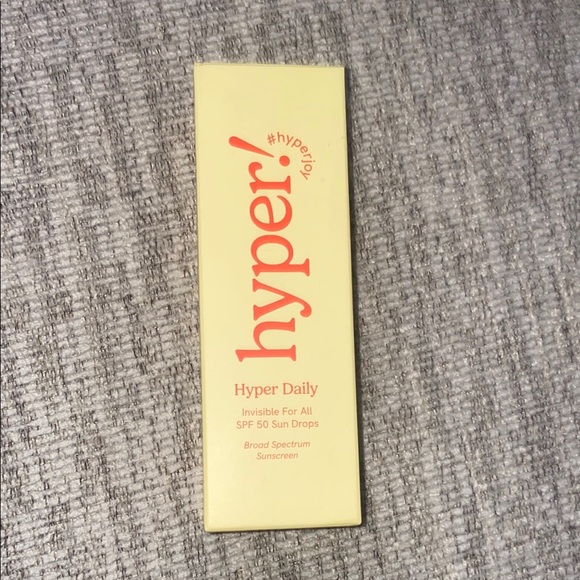 #hyperjoy
hyper!
Hyper Daily
Invisible For All
SPF 50 Sun Drops
Broad Spectrum
Sunscreen